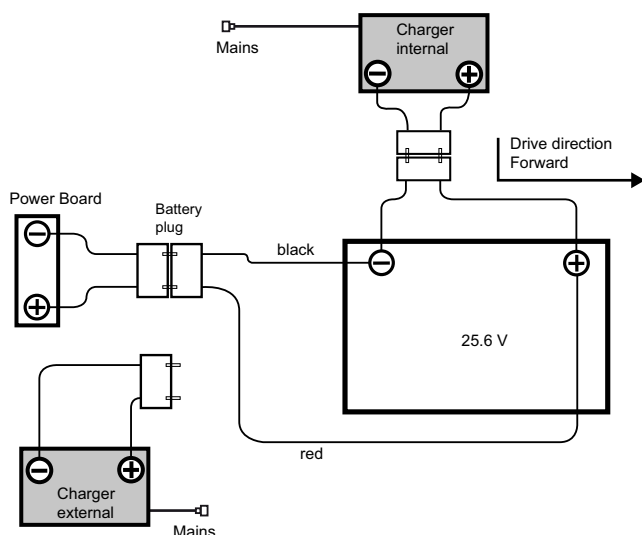 Charger
internal
Mains
Drive direction
Forward
Power Board
Battery
plug
black
25.6 V
red
Charger
external
Mains